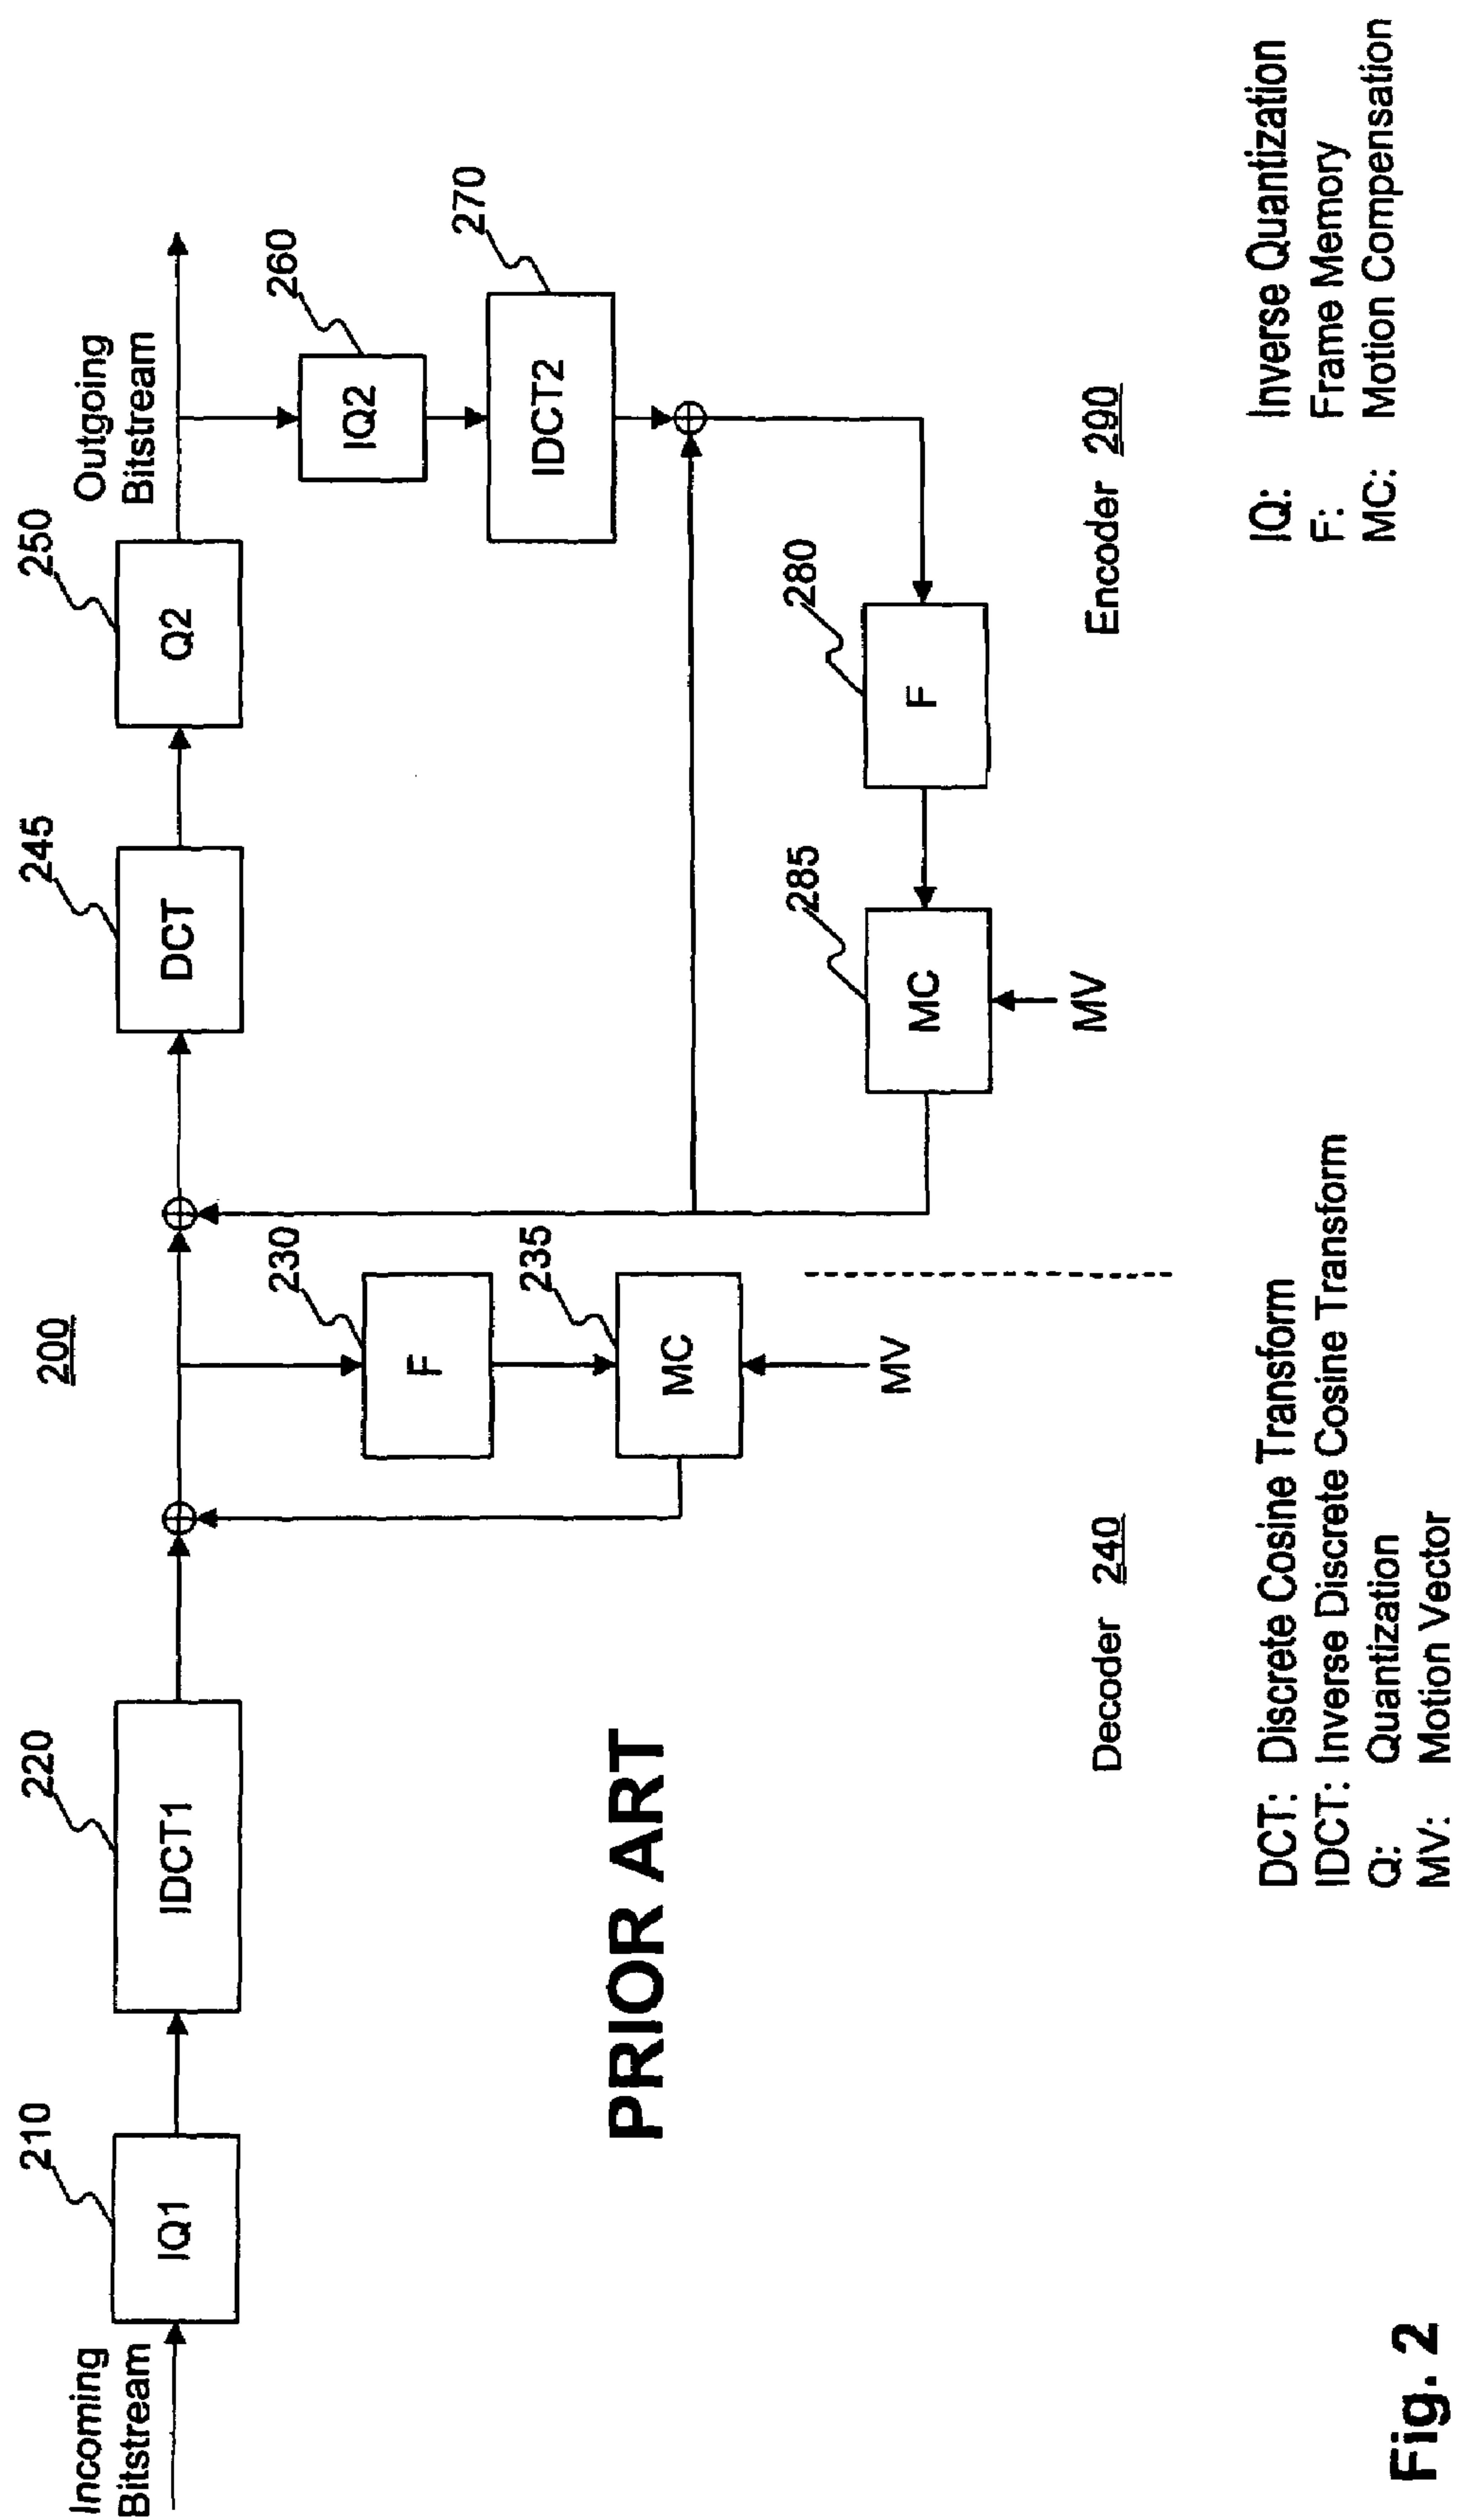 200
Incoming
Bitstream
210
IQ1
220
IDCT1
230
F
235
MC
MV
245
DCT
250
Q2
Outgoing
Bitstream
260
IQ2
270
IDCT2
280
F
285
MC
MV
PRIOR ART
Decoder 240
Encoder 290
DCT: Discrete Cosine Transform
IDCT: Inverse Discrete Cosine Transform
Q: Quantization
MV: Motion Vector
IQ: Inverse Quantization
F: Frame Memory
MC: Motion Compensation
Fig. 2